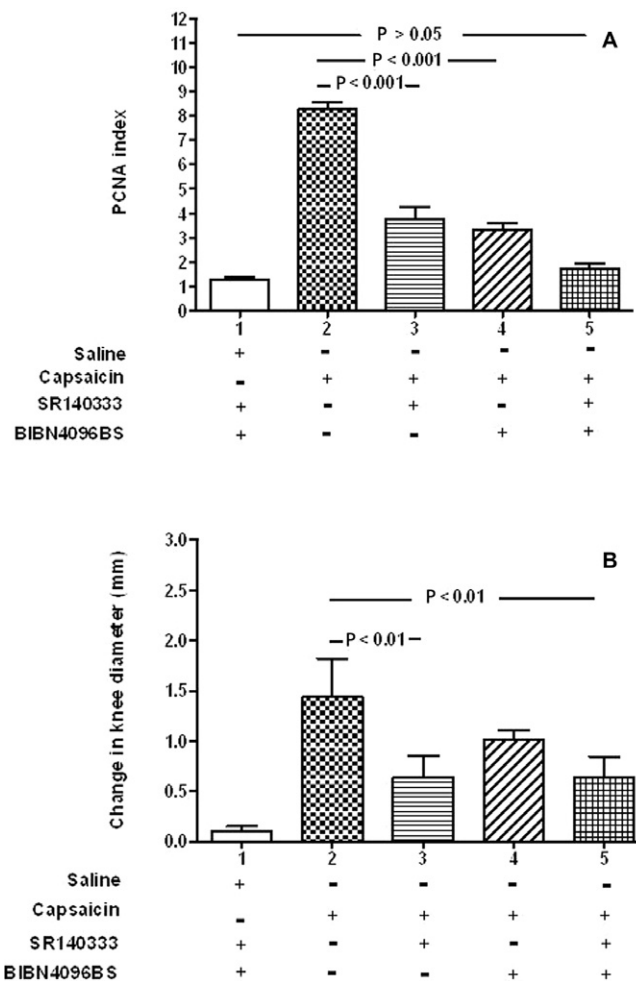 12
11
10
9
8
7
6
5
4
3
2
1
0
PCNA index
A
P > 0.05
P < 0.001
P < 0.001
1 2 3 4 5
Saline + - - - -
Capsaicin - + + + +
SR140333 + - + - +
BIBN4096BS + - - + +
3.0
2.5
2.0
1.5
1.0
0.5
0.0
Change in knee diameter (mm)
B
P < 0.01
P < 0.01
1 2 3 4 5
Saline + - - - -
Capsaicin - + + + +
SR140333 + - + - +
BIBN4096BS + - - + +